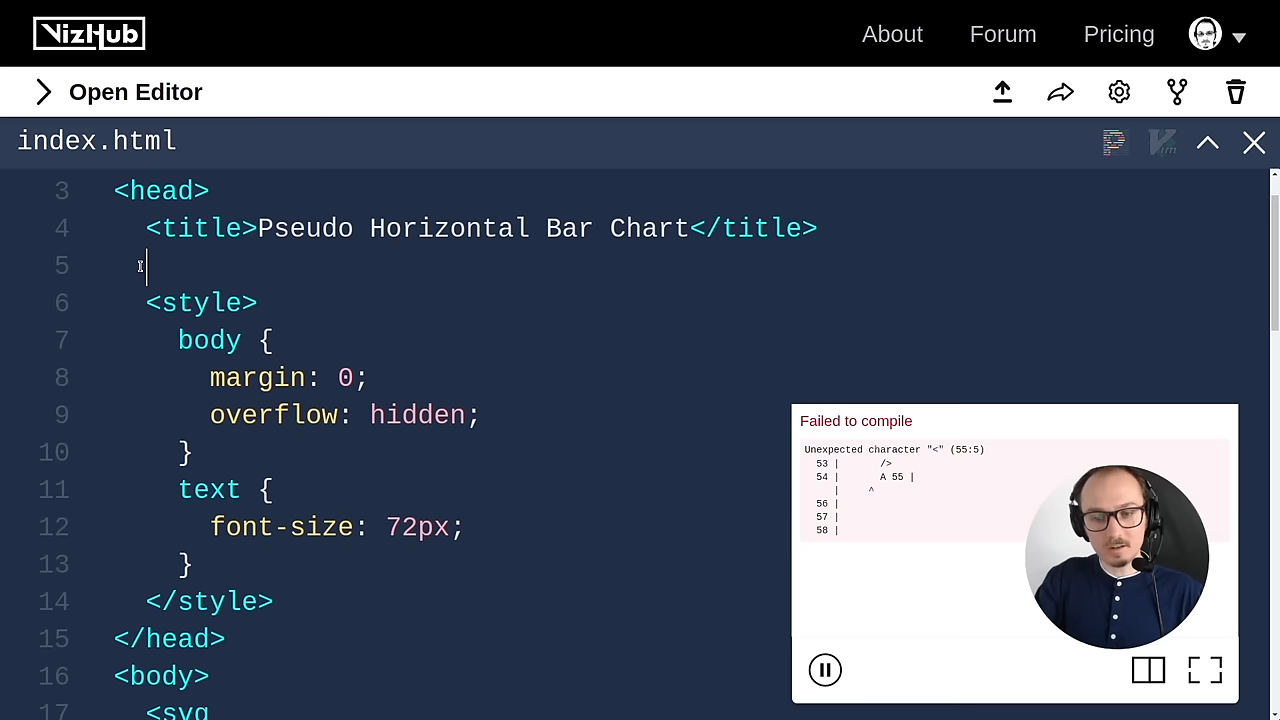 VizHub
About Forum Pricing
Open Editor
index.html
3 <head>
4 <title>Pseudo Horizontal Bar Chart</title>
5
6 <style>
7 body {
8 margin: 0;
9 overflow: hidden;
10 }
11 text {
12 font-size: 72px;
13 }
14 </style>
15 </head>
16 <body>
17 <svg
Failed to compile
Unexpected character "<" (55:5)
53 | />
54 | A 55 |
| ^
56 |
57 |
58 |